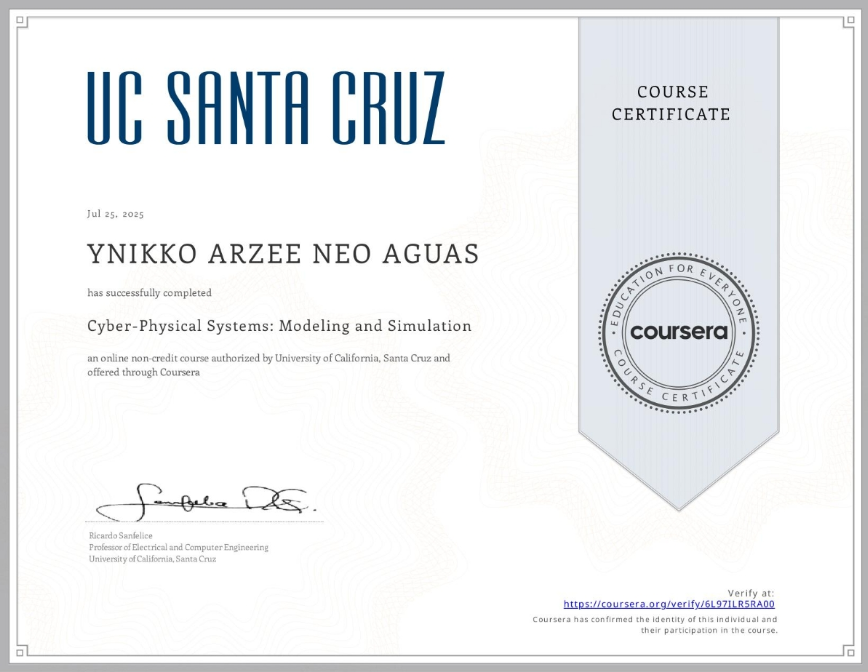 UC SANTA CRUZ
COURSE
CERTIFICATE
Jul 25, 2025
YNIKKO ARZEE NEO AGUAS
has successfully completed
Cyber-Physical Systems: Modeling and Simulation
an online non-credit course authorized by University of California, Santa Cruz and
offered through Coursera
EDUCATION FOR EVERYONE
coursera
COURSE CERTIFICATE
Ricardo Sanfelice
Professor of Electrical and Computer Engineering
University of California, Santa Cruz
Verify at:
https://coursera.org/verify/6L97ILR5RA00
Coursera has confirmed the identity of this individual and
their participation in the course.